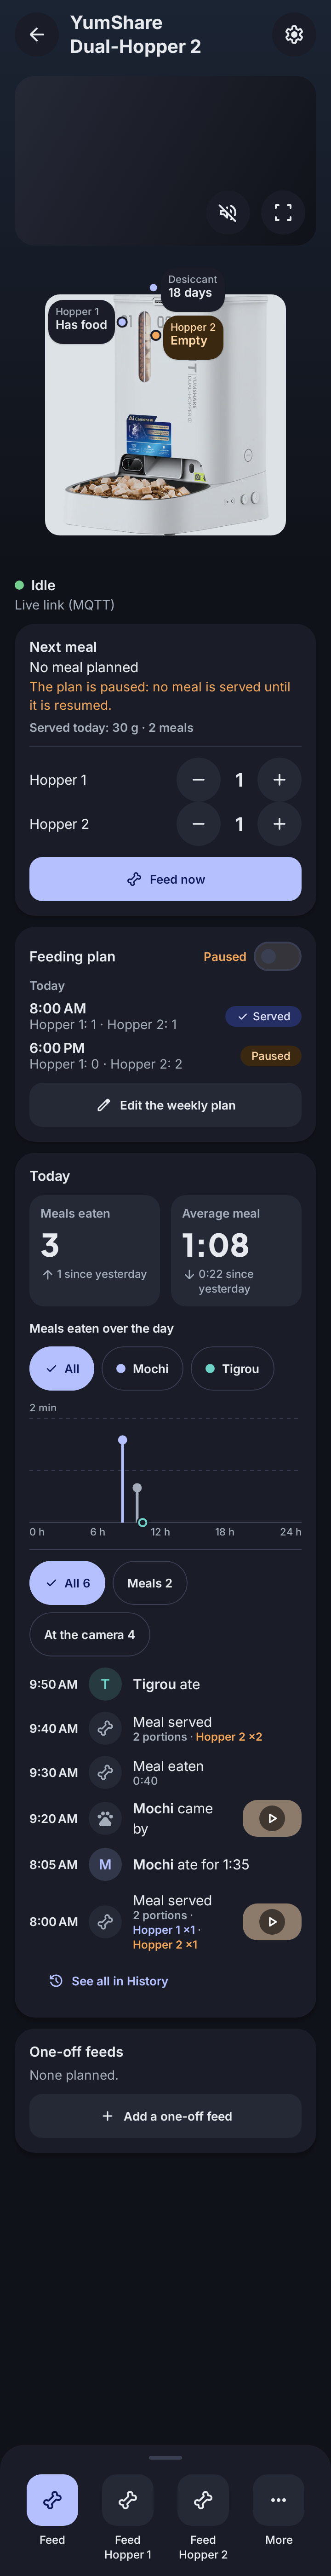 YumShare
Dual-Hopper 2
Desiccant
18 days
Hopper 1
Has food
Hopper 2
Empty
Idle
Live link (MQTT)
Next meal
No meal planned
The plan is paused: no meal is served until
it is resumed.
Served today: 30 g · 2 meals
Hopper 1
1
Hopper 2
1
Feed now
Feeding plan
Paused
Today
8:00 AM
Hopper 1: 1 · Hopper 2: 1
Served
6:00 PM
Hopper 1: 0 · Hopper 2: 2
Paused
Edit the weekly plan
Today
Meals eaten
3
1 since yesterday
Average meal
1:08
0:22 since
yesterday
Meals eaten over the day
All
Mochi
Tigrou
2 min
0 h 6 h 12 h 18 h 24 h
All 6
Meals 2
At the camera 4
9:50 AM
T
Tigrou ate
9:40 AM
Meal served
2 portions · Hopper 2 ×2
9:30 AM
Meal eaten
0:40
9:20 AM
Mochi came
by
8:05 AM
M
Mochi ate for 1:35
8:00 AM
Meal served
2 portions ·
Hopper 1 ×1 ·
Hopper 2 ×1
See all in History
One-off feeds
None planned.
Add a one-off feed
Feed
Feed
Hopper 1
Feed
Hopper 2
More